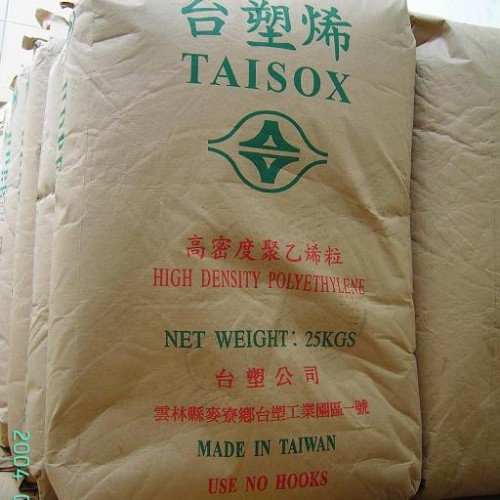 台塑烯
TAISOX
高密度聚乙烯粒
HIGH DENSITY POLYETHYLENE
NET WEIGHT: 25KGS
台塑公司
雲林縣麥寮鄉台塑工業園區一號
MADE IN TAIWAN
USE NO HOOKS
2004